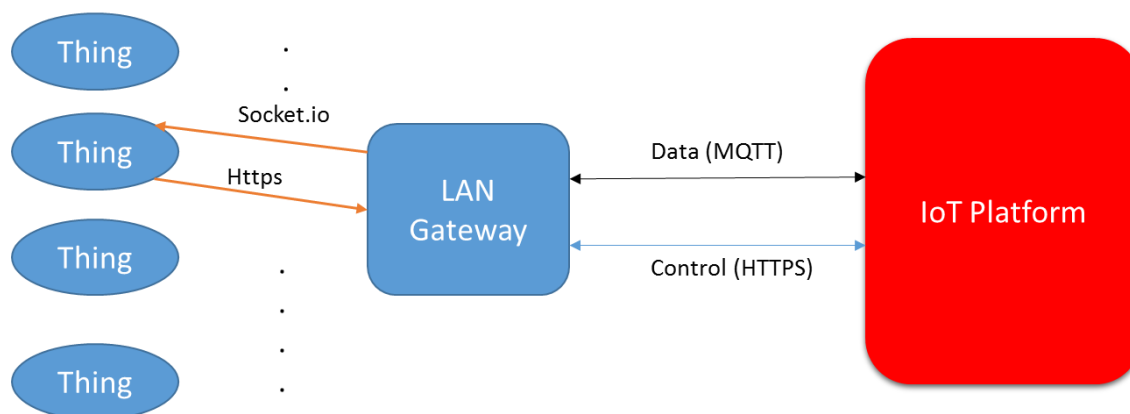 Thing
Socket.io
Thing
Https
Thing
Thing
LAN
Gateway
Data (MQTT)
Control (HTTPS)
IoT Platform